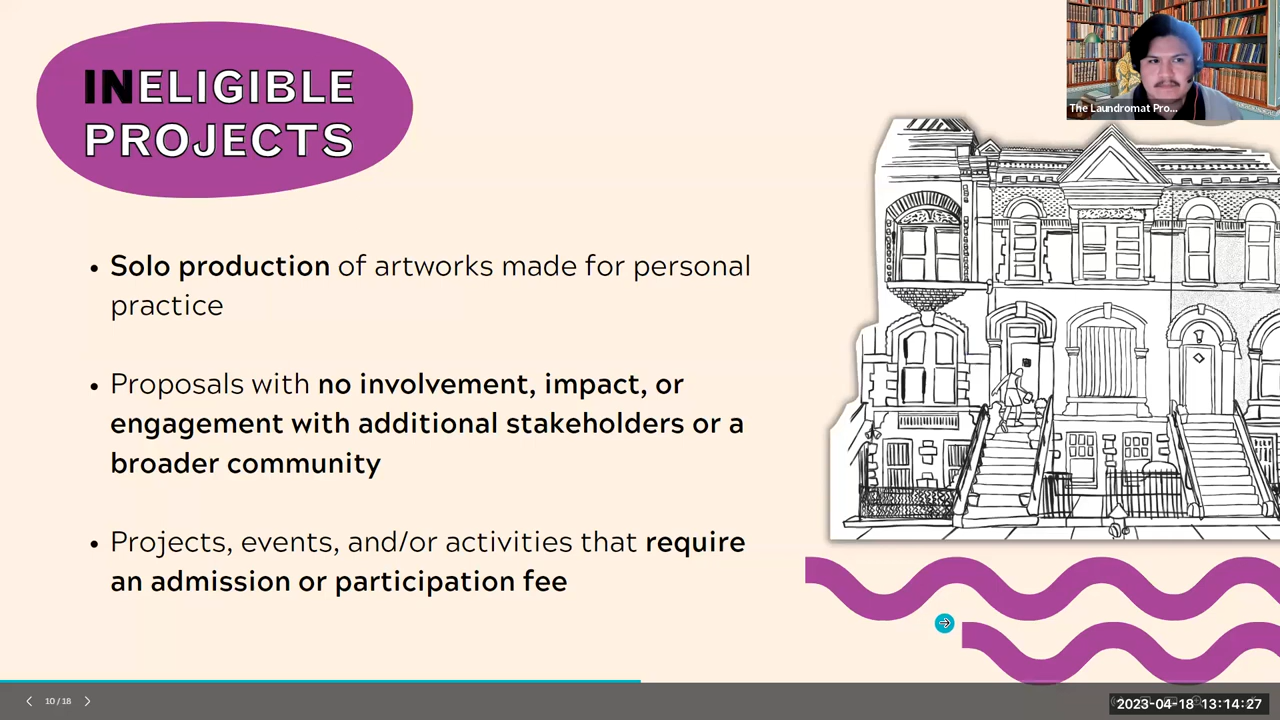 INELIGIBLE
PROJECTS
The Laundromat Pro...
• Solo production of artworks made for personal
practice
• Proposals with no involvement, impact, or
engagement with additional stakeholders or a
broader community
• Projects, events, and/or activities that require
an admission or participation fee
10 / 18
2023-04-18 13:14:27